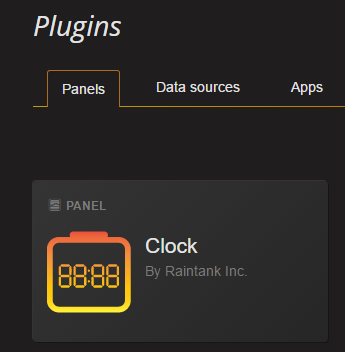 Plugins
Panels Data sources Apps
PANEL
88:88
Clock
By Raintank Inc.